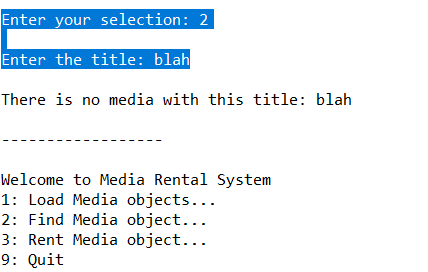 Enter your selection: 2
Enter the title: blah
There is no media with this title: blah
------------------
Welcome to Media Rental System
1: Load Media objects...
2: Find Media object...
3: Rent Media object...
9: Quit